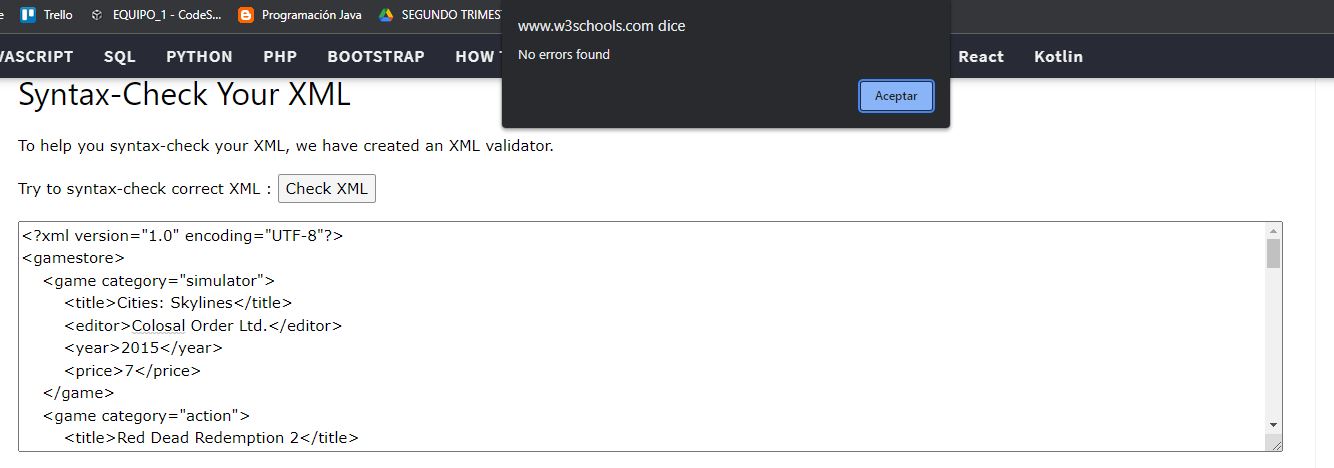 Trello EQUIPO_1 - CodeS... Programación Java SEGUNDO TRIMES
www.w3schools.com dice
No errors found
Aceptar
VASCRIPT SQL PYTHON PHP BOOTSTRAP HOW T React Kotlin
Syntax-Check Your XML
To help you syntax-check your XML, we have created an XML validator.
Try to syntax-check correct XML : Check XML
<?xml version="1.0" encoding="UTF-8"?>
<gamestore>
<game category="simulator">
<title>Cities: Skylines</title>
<editor>Colosal Order Ltd.</editor>
<year>2015</year>
<price>7</price>
</game>
<game category="action">
<title>Red Dead Redemption 2</title>